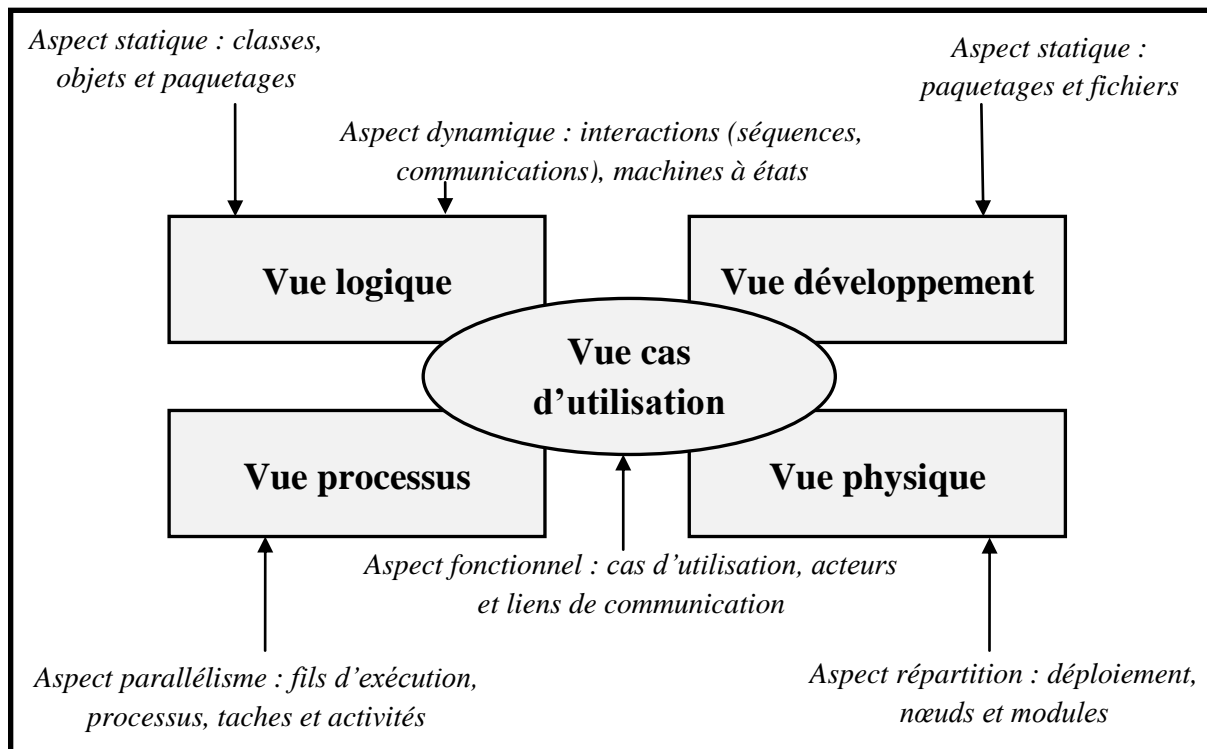 Aspect statique : classes,
objets et paquetages
Aspect statique :
paquetages et fichiers
Aspect dynamique : interactions (séquences,
communications), machines à états
Vue logique
Vue développement
Vue cas
d’utilisation
Vue processus
Vue physique
Aspect fonctionnel : cas d’utilisation, acteurs
et liens de communication
Aspect parallélisme : fils d’exécution,
processus, taches et activités
Aspect répartition : déploiement,
nœuds et modules